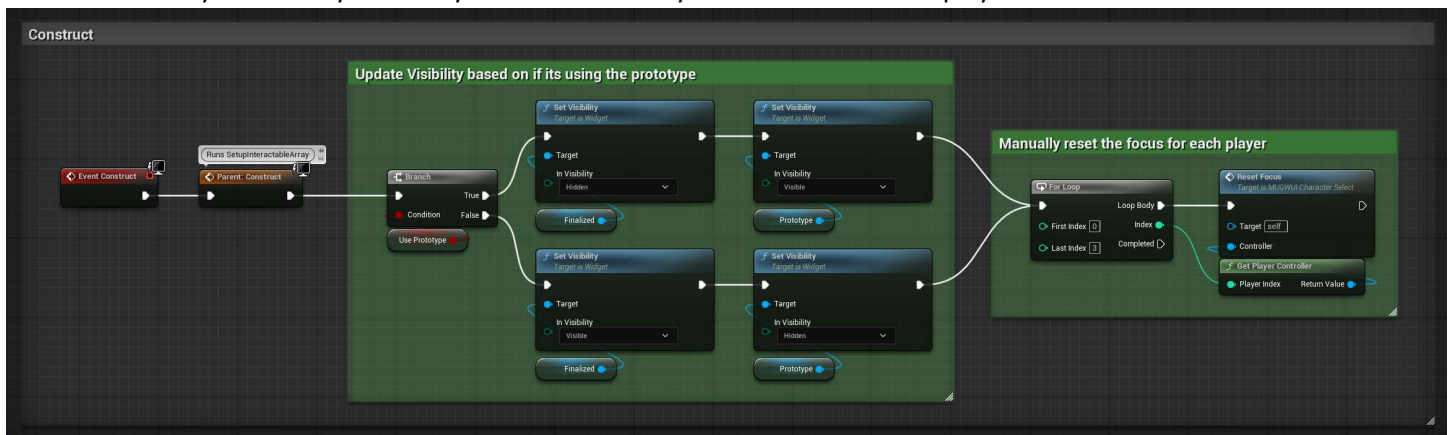 Construct
Update Visibility based on if its using the prototype
Manually reset the focus for each player
Runs SetupInteractableArray
Event Construct
Parent: Construct
Branch
True
Condition
False
Use Prototype
f Set Visibility
Target is Widget
Target
In Visibility
Hidden
Finalized
f Set Visibility
Target is Widget
Target
In Visibility
Visible
Prototype
f Set Visibility
Target is Widget
Target
In Visibility
Visible
Finalized
f Set Visibility
Target is Widget
Target
In Visibility
Hidden
Prototype
For Loop
Loop Body
First Index 0
Index
Last Index 3
Completed
Reset Focus
Target is MUGWUI Character Select
Target self
Controller
f Get Player Controller
Player Index
Return Value